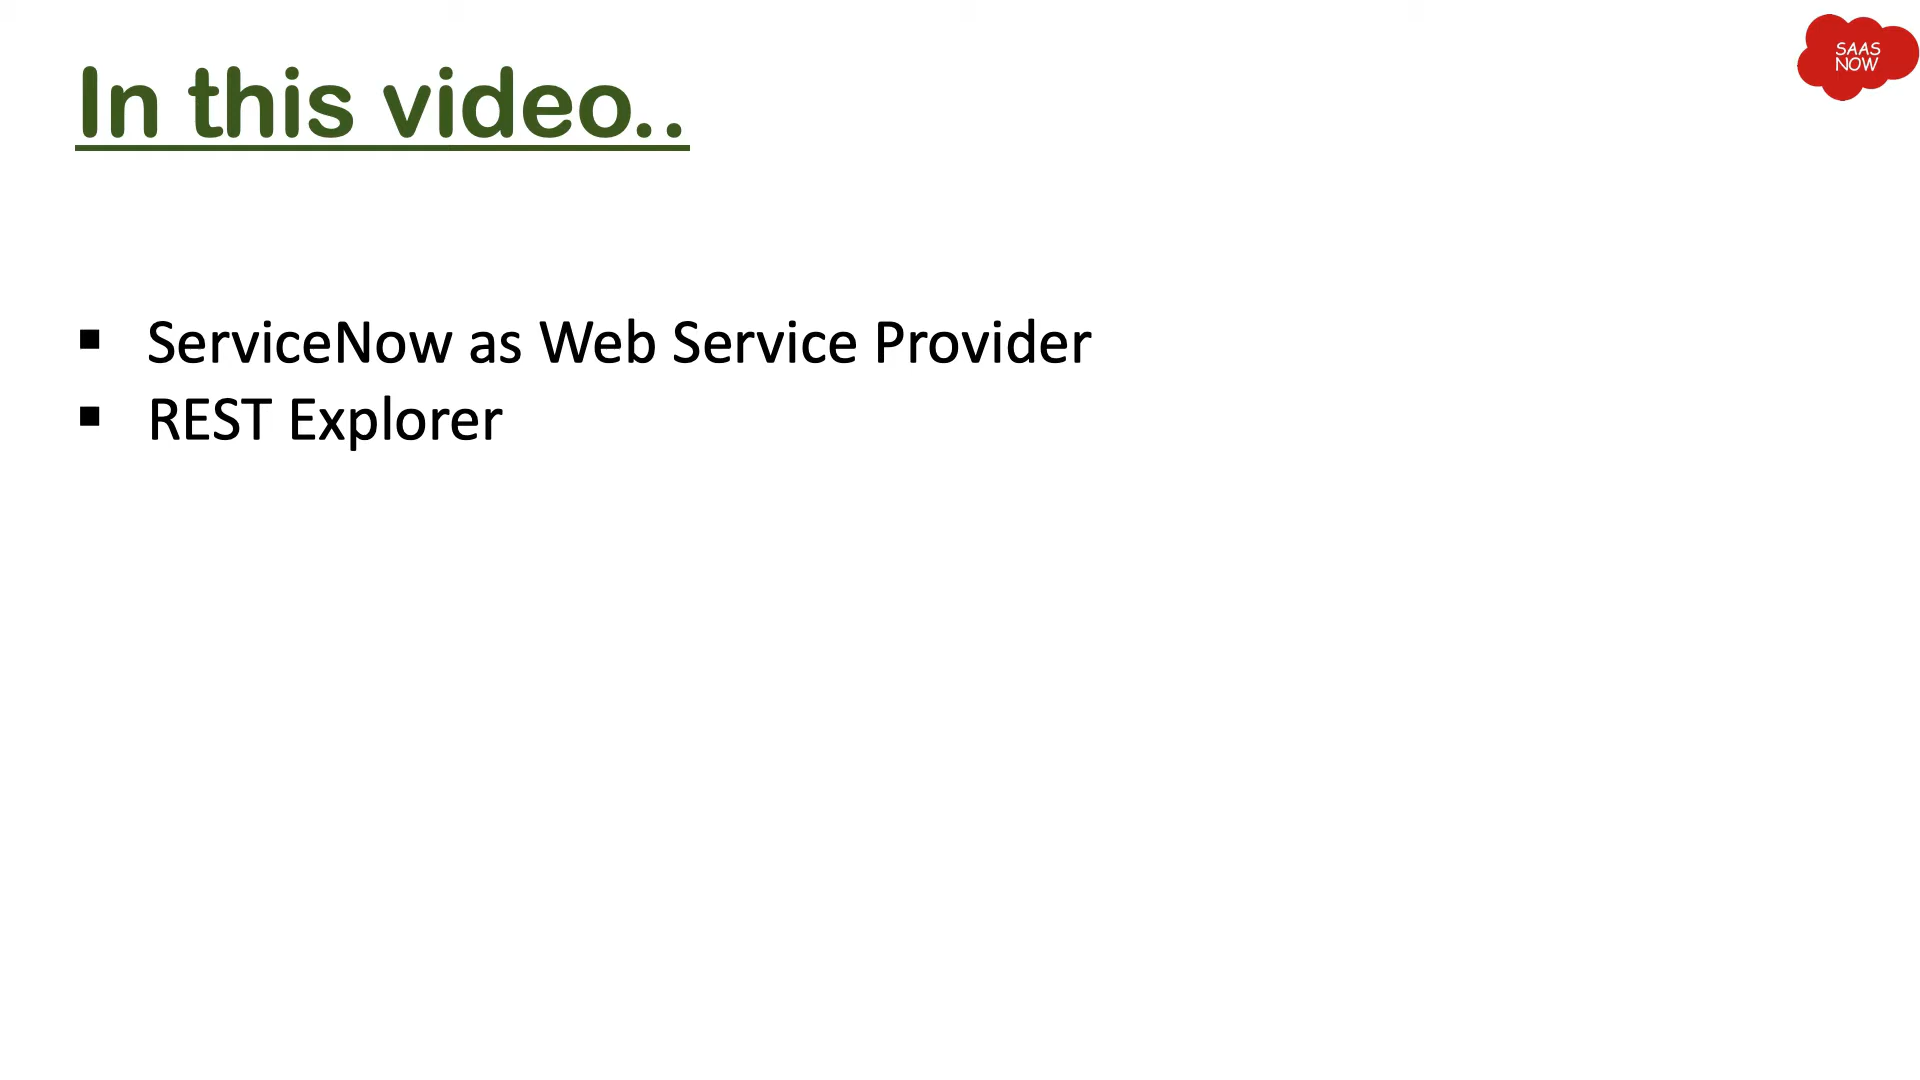 In this video..
SAAS
NOW
▪ ServiceNow as Web Service Provider
▪ REST Explorer